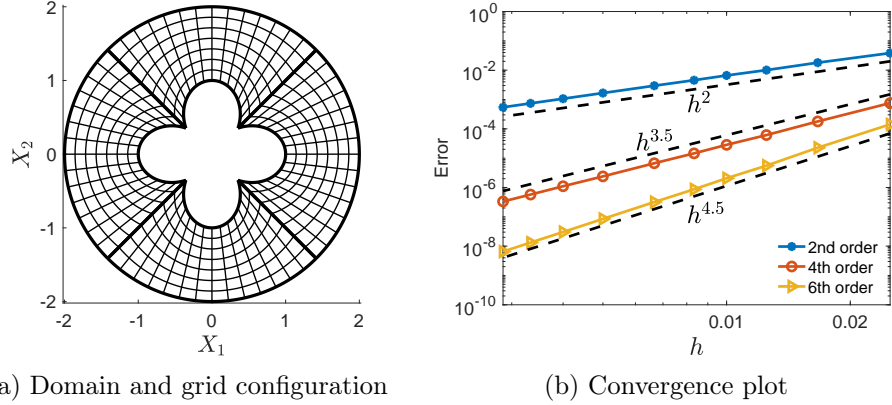 2
1
0
-1
-2
X_2
-2
-1
0
1
2
X_1
a) Domain and grid configuration
10^0
10^-2
10^-4
10^-6
10^-8
10^-10
Error
h^2
h^3.5
h^4.5
2nd order
4th order
6th order
0.01
0.02
h
(b) Convergence plot